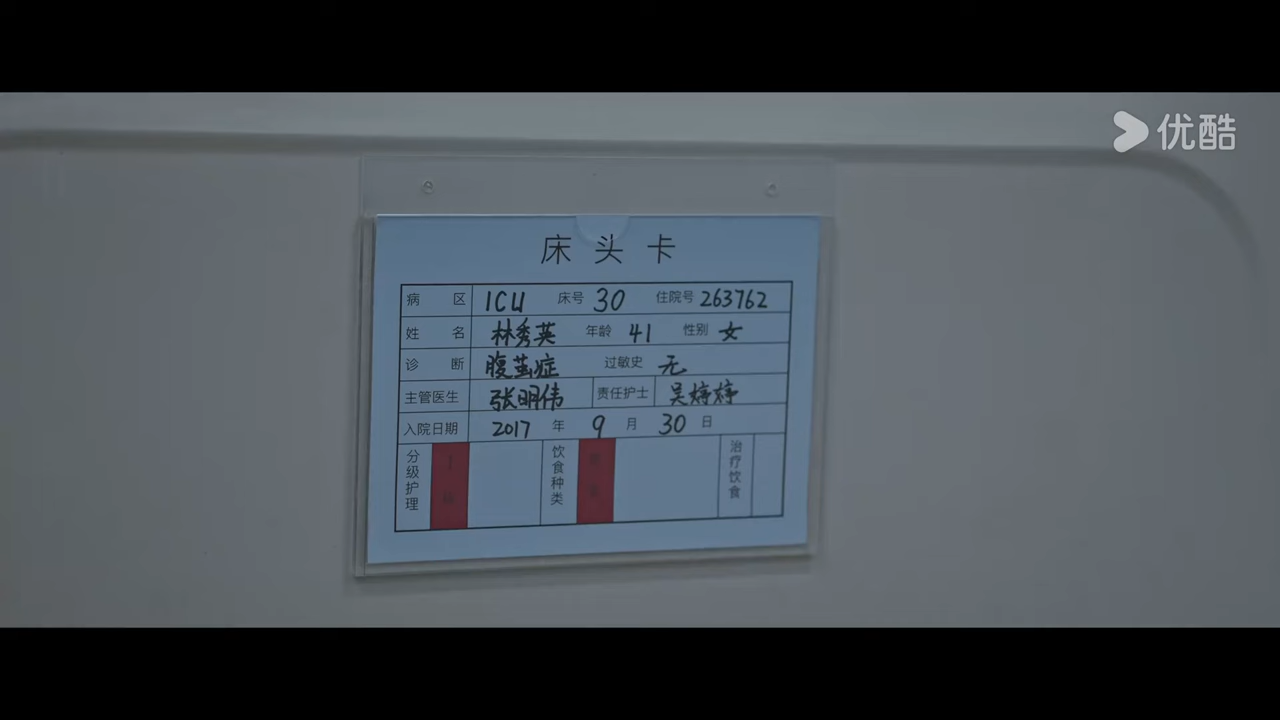 优酷
床头卡
病区 ICU 床号 30 住院号 263762
姓名 林秀英 年龄 41 性别 女
诊断 腹茧症 过敏史 无
主管医生 张明伟 责任护士 吴婷婷
入院日期 2017 年 9 月 30 日
分级护理 饮食种类 治疗饮食